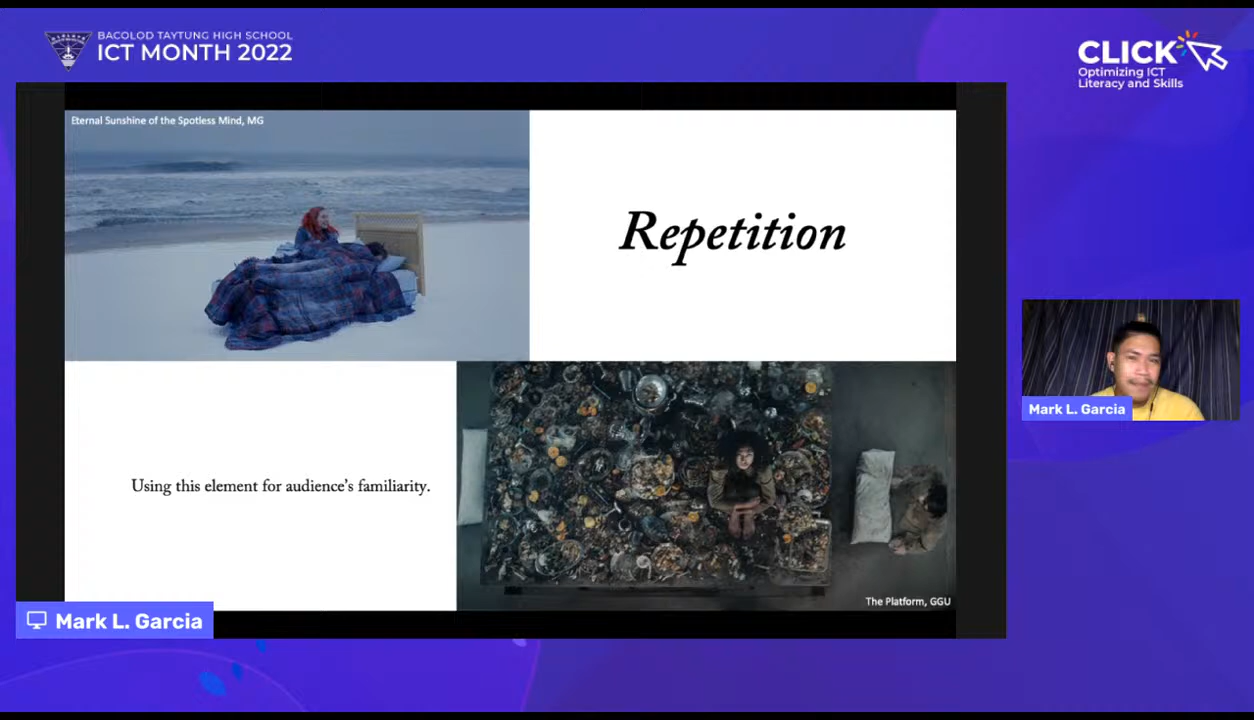 BACOLOD TAYTUNG HIGH SCHOOL
ICT MONTH 2022
CLICK
Optimizing ICT
Literacy and Skills
Eternal Sunshine of the Spotless Mind, MG
Repetition
Using this element for audience's familiarity.
The Platform, GGU
Mark L. Garcia
Mark L. Garcia